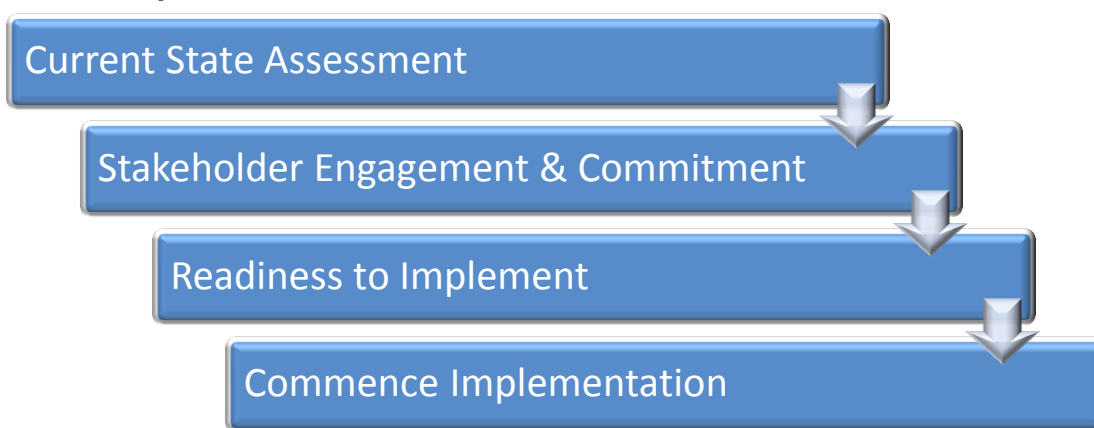 Current State Assessment
Stakeholder Engagement & Commitment
Readiness to Implement
Commence Implementation